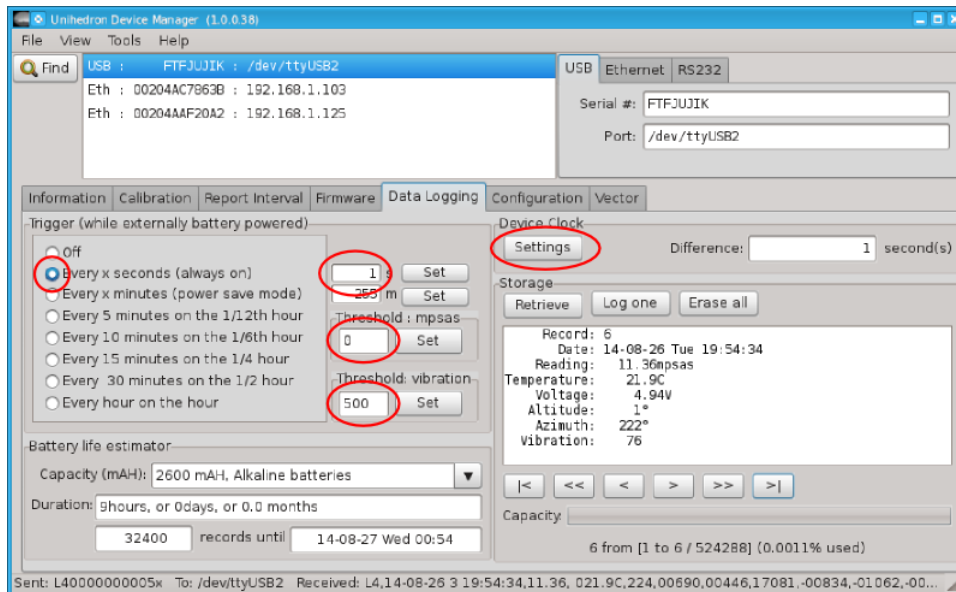 Unihedron Device Manager (1.0.0.38)
File View Tools Help
Find
USB : FTFJUJIK : /dev/ttyUSB2
Eth : 00204AC7B63B : 192.168.1.103
Eth : 00204AAF20A2 : 192.168.1.125
USB Ethernet RS232
Serial #: FTFJUJIK
Port: /dev/ttyUSB2
Information Calibration Report Interval Firmware Data Logging Configuration Vector
Trigger (while externally battery powered)
Off
Every x seconds (always on) 1 s Set
Every x minutes (power save mode) 255 m Set
Every 5 minutes on the 1/12th hour
Every 10 minutes on the 1/6th hour
Every 15 minutes on the 1/4 hour
Every 30 minutes on the 1/2 hour
Every hour on the hour
Threshold : mpsas
0 Set
Threshold: vibration
500 Set
Battery life estimator
Capacity (mAH): 2600 mAH, Alkaline batteries
Duration: 9hours, or 0days, or 0.0 months
32400 records until 14-08-27 Wed 00:54
Device Clock
Settings Difference: 1 second(s)
Storage
Retrieve Log one Erase all
Record: 6
Date: 14-08-26 Tue 19:54:34
Reading: 11.36mpsas
Temperature: 21.9C
Voltage: 4.94V
Altitude: 1°
Azimuth: 222°
Vibration: 76
|< << < > >> >|
Capacity:
6 from [1 to 6 / 524288] (0.0011% used)
Sent: L40000000005x To: /dev/ttyUSB2 Received: L4,14-08-26 3 19:54:34,11.36, 021.9C,224,00690,00446,17081,-00834,-01062,-00...